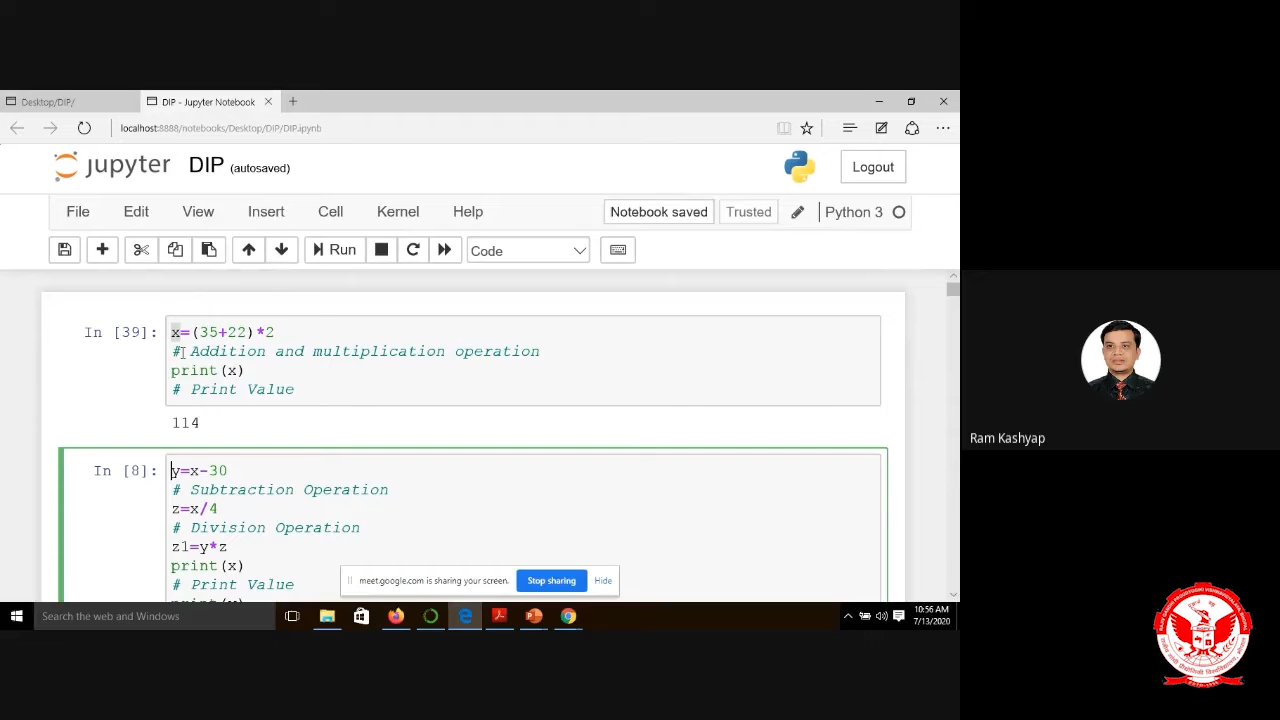 Desktop/DIP/
DIP - Jupyter Notebook
localhost:8888/notebooks/Desktop/DIP/DIP.ipynb
jupyter DIP (autosaved)
Logout
File Edit View Insert Cell Kernel Help
Notebook saved Trusted Python 3
Run Code
In [39]: x=(35+22)*2
# Addition and multiplication operation
print(x)
# Print Value
114
In [8]: y=x-30
# Subtraction Operation
z=x/4
# Division Operation
z1=y*z
print(x)
# Print Value
meet.google.com is sharing your screen. Stop sharing Hide
Search the web and Windows
10:56 AM
7/13/2020
Ram Kashyap